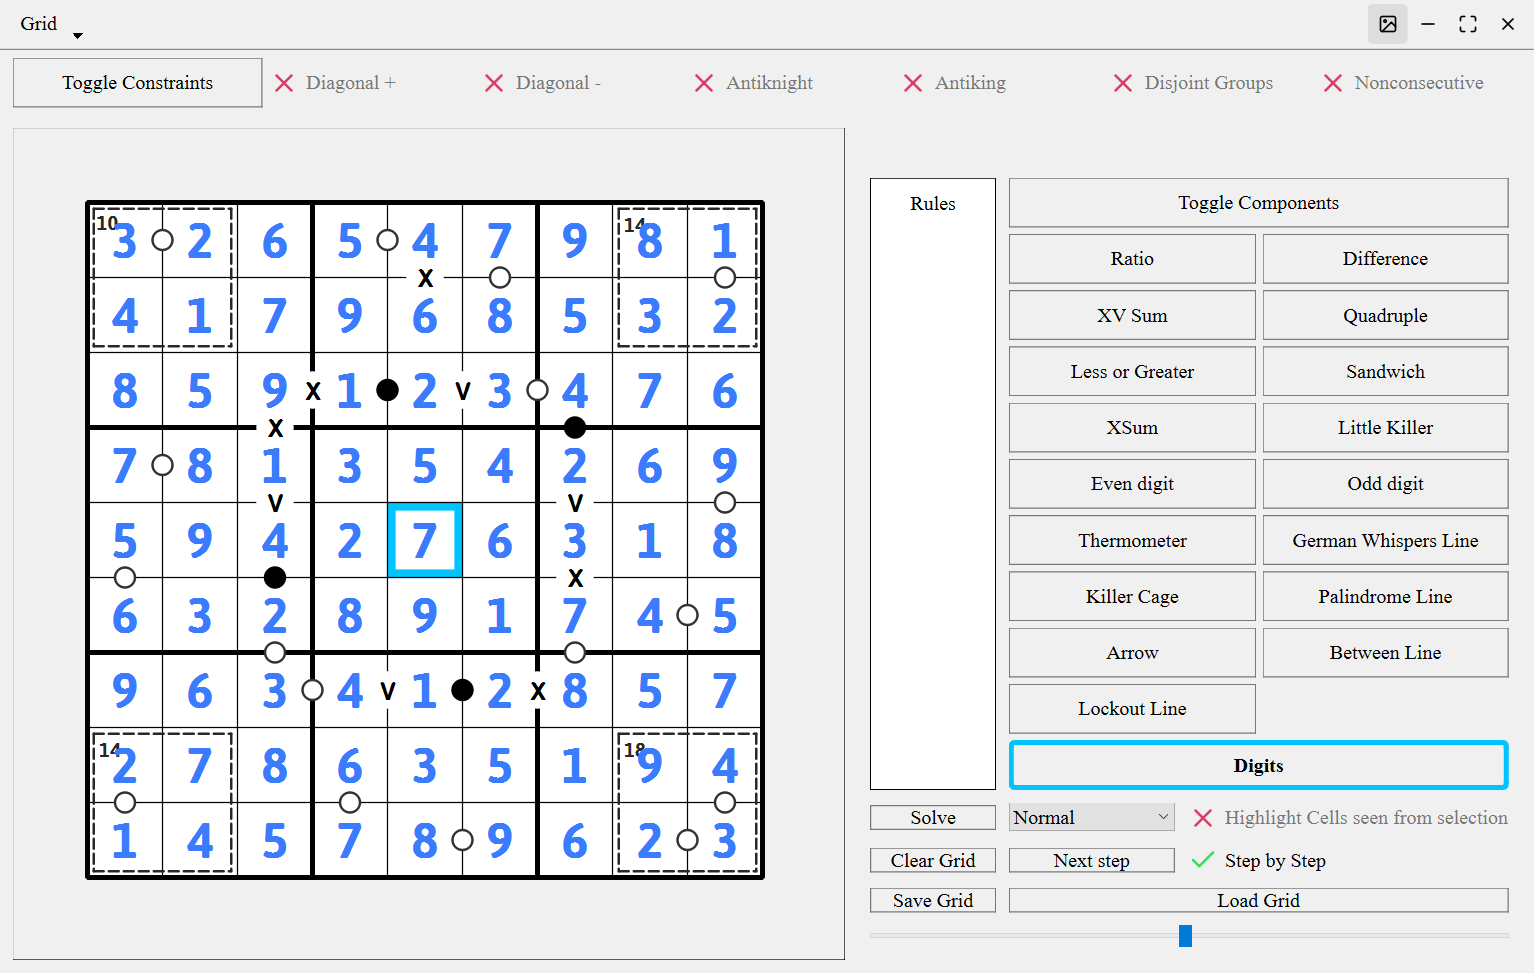 Grid
Toggle Constraints
Diagonal +
Diagonal -
Antiknight
Antiking
Disjoint Groups
Nonconsecutive
10 14
3 2 6 5 4 7 9 8 1
X
4 1 7 9 6 8 5 3 2
8 5 9 X 1 2 V 3 4 7 6
X
7 8 1 3 5 4 2 6 9
V V
5 9 4 2 7 6 3 1 8
X
6 3 2 8 9 1 7 4 5
9 6 3 4 V 1 2 X 8 5 7
14 18
2 7 8 6 3 5 1 9 4
1 4 5 7 8 9 6 2 3
Rules
Toggle Components
Ratio
Difference
XV Sum
Quadruple
Less or Greater
Sandwich
XSum
Little Killer
Even digit
Odd digit
Thermometer
German Whispers Line
Killer Cage
Palindrome Line
Arrow
Between Line
Lockout Line
Digits
Solve
Normal
Highlight Cells seen from selection
Clear Grid
Next step
Step by Step
Save Grid
Load Grid